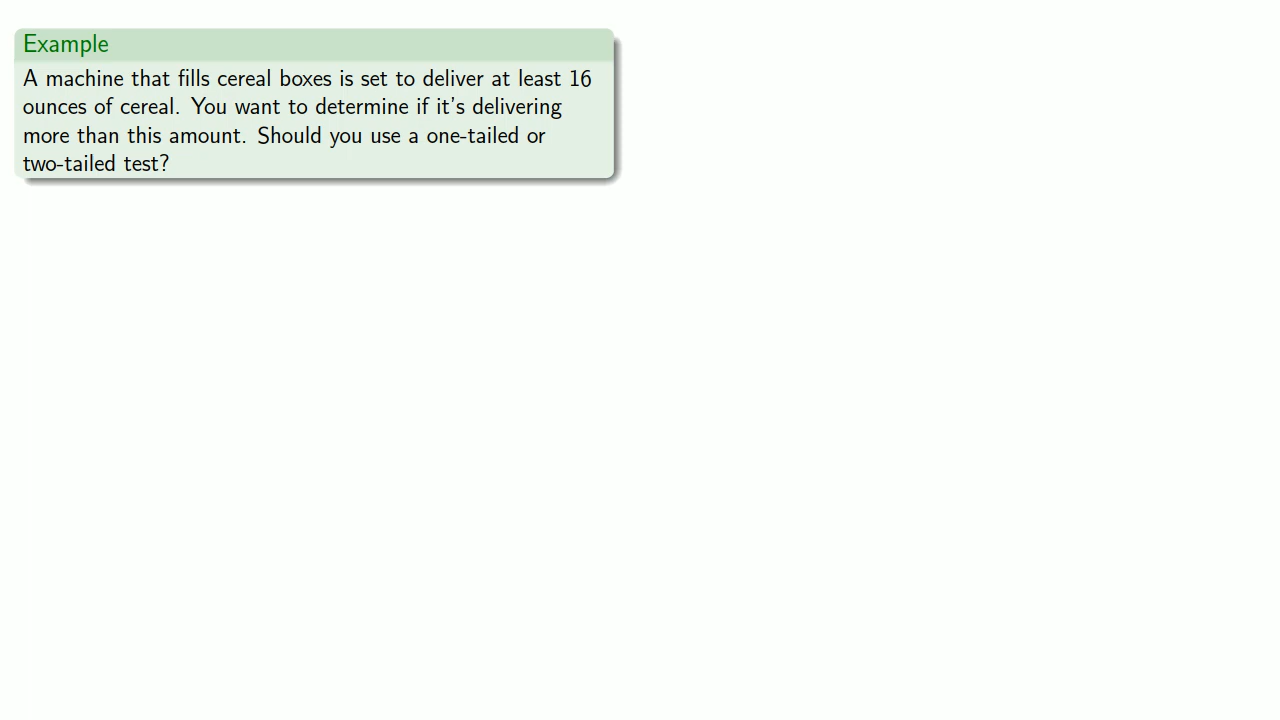 Example
A machine that fills cereal boxes is set to deliver at least 16
ounces of cereal. You want to determine if it's delivering
more than this amount. Should you use a one-tailed or
two-tailed test?